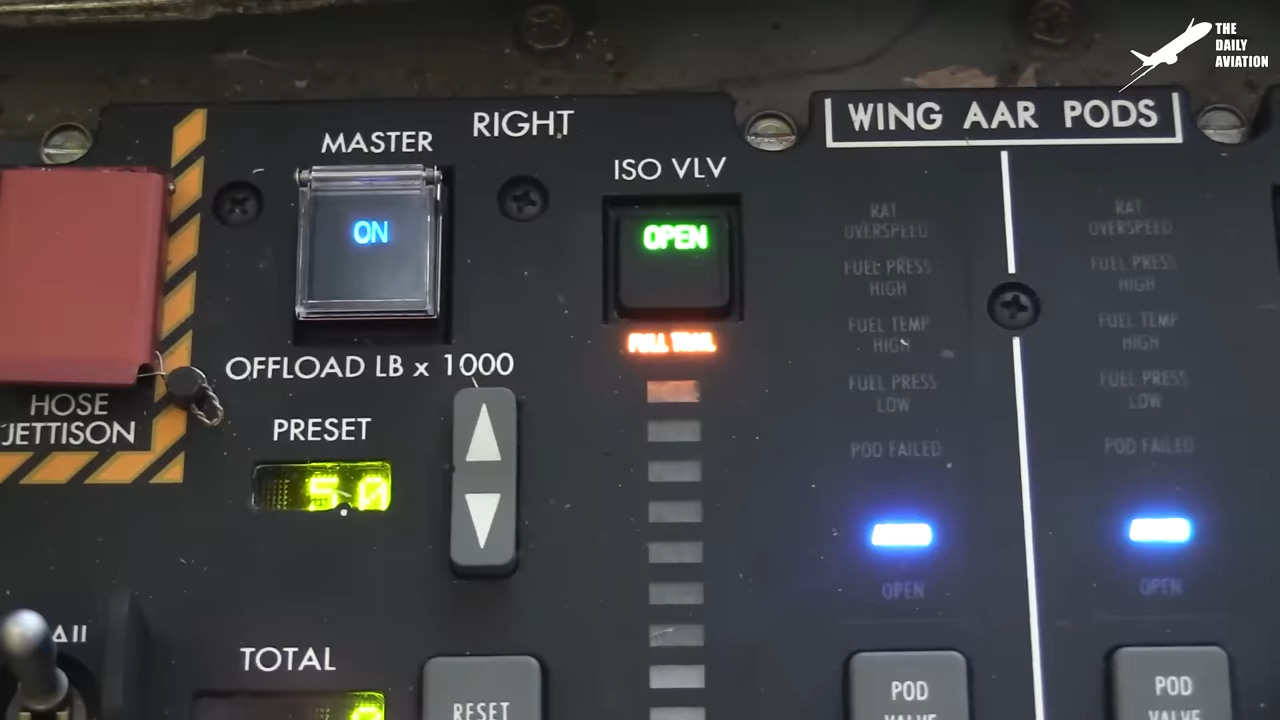 THE
DAILY
AVIATION
RIGHT
MASTER
ON
ISO VLV
OPEN
FULL TRAIL
HOSE
JETTISON
OFFLOAD LB x 1000
PRESET
5.0
TOTAL
RESET
WING AAR PODS
RAT
OVERSPEED
FUEL PRESS
HIGH
FUEL TEMP
HIGH
FUEL PRESS
LOW
POD FAILED
OPEN
POD
VALVE
RAT
OVERSPEED
FUEL PRESS
HIGH
FUEL TEMP
HIGH
FUEL PRESS
LOW
POD FAILED
OPEN
POD
VALVE